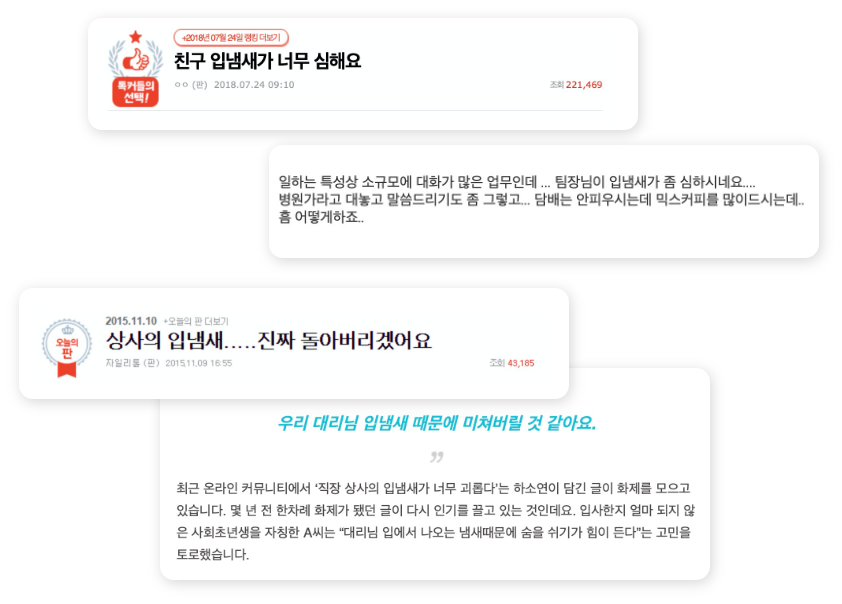 +2018년 07월 24일 랭킹 더보기
톡커들의
선택!
친구 입냄새가 너무 심해요
ㅇㅇ (판) 2018.07.24 09:10
조회 221,469
일하는 특성상 소규모에 대화가 많은 업무인데 ... 팀장님이 입냄새가 좀 심하시네요....
병원가라고 대놓고 말씀드리기도 좀 그렇고... 담배는 안피우시는데 믹스커피를 많이드시는데..
흠 어떻게하죠..
오늘의
판
2015.11.10 +오늘의 판 더보기
상사의 입냄새.....진짜 돌아버리겠어요
자일리톨 (판) 2015.11.09 16:55
조회 43,185
우리 대리님 입냄새 때문에 미쳐버릴 것 같아요.
”
최근 온라인 커뮤니티에서 ‘직장 상사의 입냄새가 너무 괴롭다’는 하소연이 담긴 글이 화제를 모으고
있습니다. 몇 년 전 한차례 화제가 됐던 글이 다시 인기를 끌고 있는 것인데요. 입사한지 얼마 되지 않
은 사회초년생을 자칭한 A씨는 “대리님 입에서 나오는 냄새때문에 숨을 쉬기가 힘이 든다”는 고민을
토로했습니다.